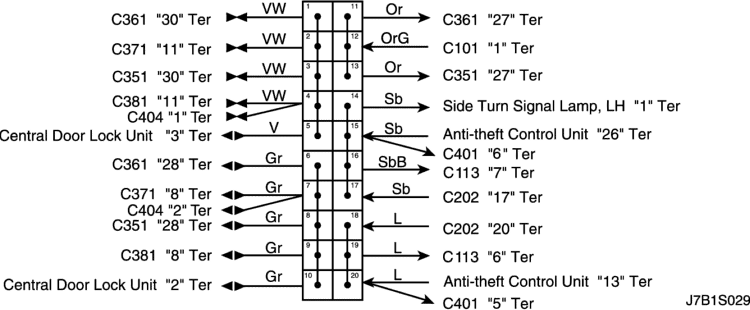 C361 "30" Ter VW 1 11 Or C361 "27" Ter
C371 "11" Ter VW 2 12 OrG C101 "1" Ter
C351 "30" Ter VW 3 13 Or C351 "27" Ter
C381 "11" Ter VW 4 14 Sb Side Turn Signal Lamp, LH "1" Ter
C404 "1" Ter
Central Door Lock Unit "3" Ter V 5 15 Sb Anti-theft Control Unit "26" Ter
C401 "6" Ter
C361 "28" Ter Gr 6 16 SbB C113 "7" Ter
C371 "8" Ter Gr 7 17 Sb C202 "17" Ter
C404 "2" Ter
C351 "28" Ter Gr 8 18 L C202 "20" Ter
C381 "8" Ter Gr 9 19 L C113 "6" Ter
Central Door Lock Unit "2" Ter Gr 10 20 L Anti-theft Control Unit "13" Ter
C401 "5" Ter
J7B1S029